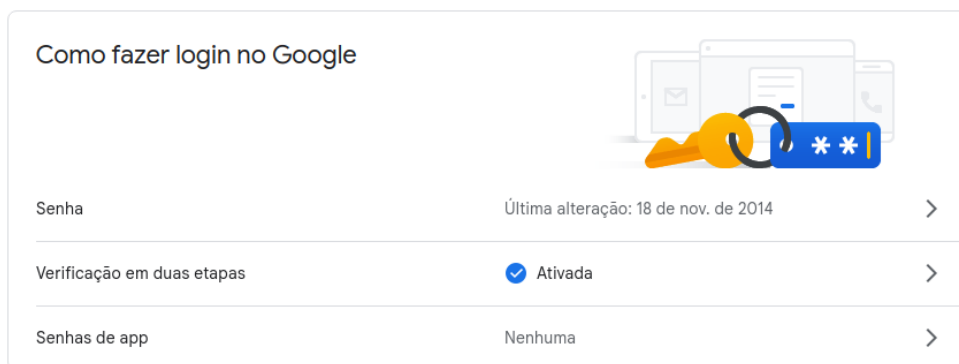 Como fazer login no Google
**
Senha
Última alteração: 18 de nov. de 2014
Verificação em duas etapas
Ativada
Senhas de app
Nenhuma